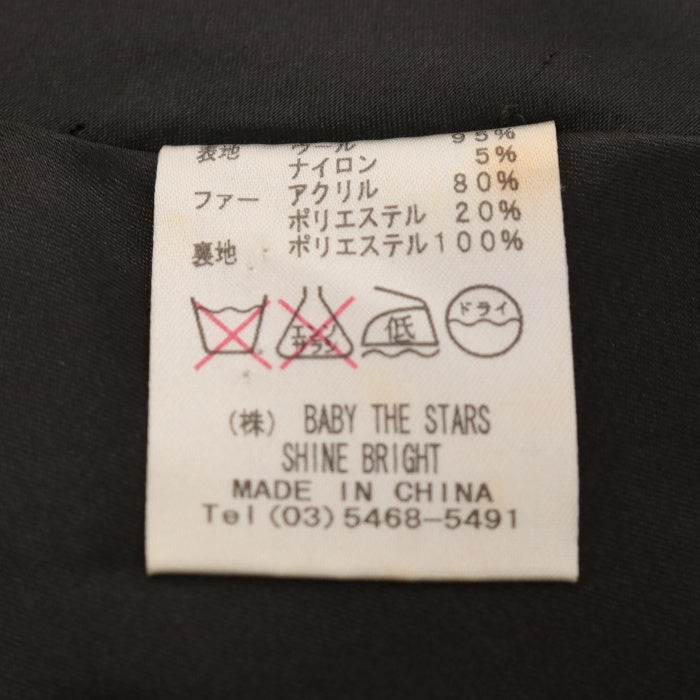 表地 ウール 95%
ナイロン 5%
ファー アクリル 80%
ポリエステル 20%
裏地 ポリエステル 100%
エンソ サラシ 低 ドライ
(株) BABY THE STARS
SHINE BRIGHT
MADE IN CHINA
Tel (03) 5468-5491